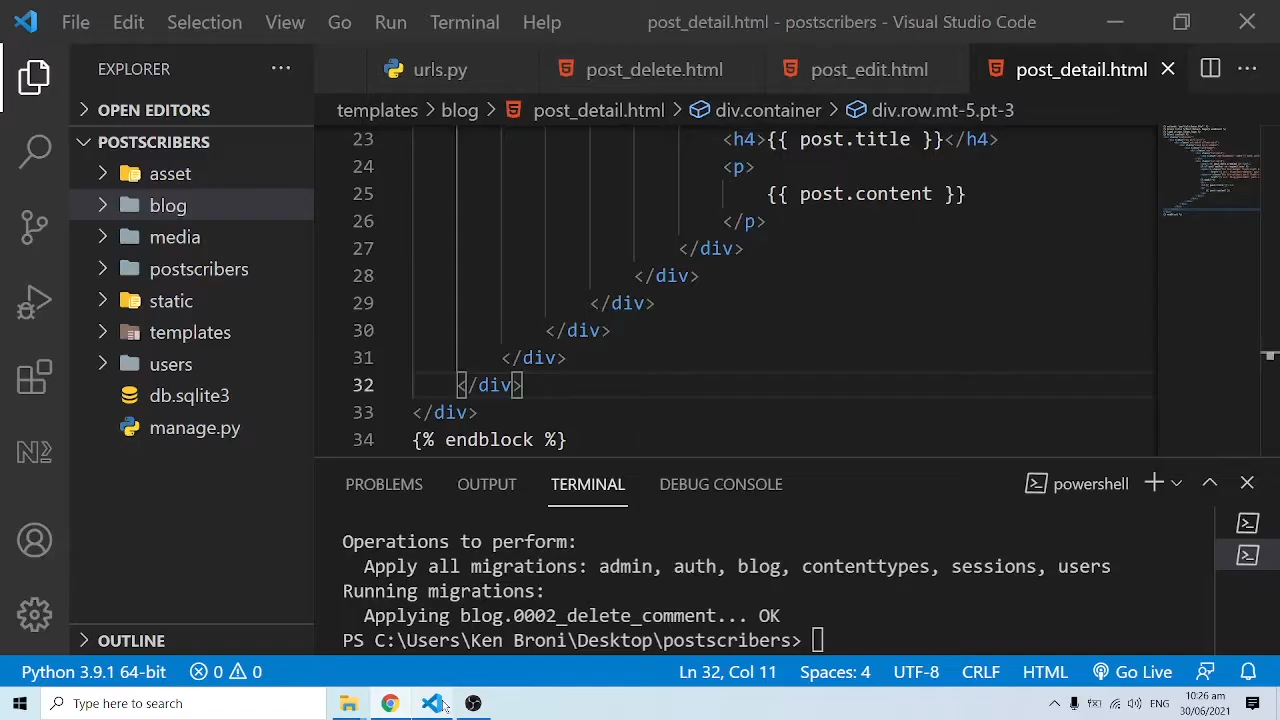 File Edit Selection View Go Run Terminal Help post_detail.html - postscribers - Visual Studio Code
EXPLORER
OPEN EDITORS
POSTSCRIBERS
asset
blog
media
postscribers
static
templates
users
db.sqlite3
manage.py
OUTLINE
urls.py post_delete.html post_edit.html post_detail.html
templates > blog > post_detail.html > div.container > div.row.mt-5.pt-3
23 <h4>{{ post.title }}</h4>
24 <p>
25 {{ post.content }}
26 </p>
27 </div>
28 </div>
29 </div>
30 </div>
31 </div>
32 </div>
33 </div>
34 {% endblock %}
PROBLEMS OUTPUT TERMINAL DEBUG CONSOLE powershell
Operations to perform:
Apply all migrations: admin, auth, blog, contenttypes, sessions, users
Running migrations:
Applying blog.0002_delete_comment... OK
PS C:\Users\Ken Broni\Desktop\postscribers>
Python 3.9.1 64-bit 0 0 Ln 32, Col 11 Spaces: 4 UTF-8 CRLF HTML Go Live
Type here to search
ENG 10:26 am
30/06/2021